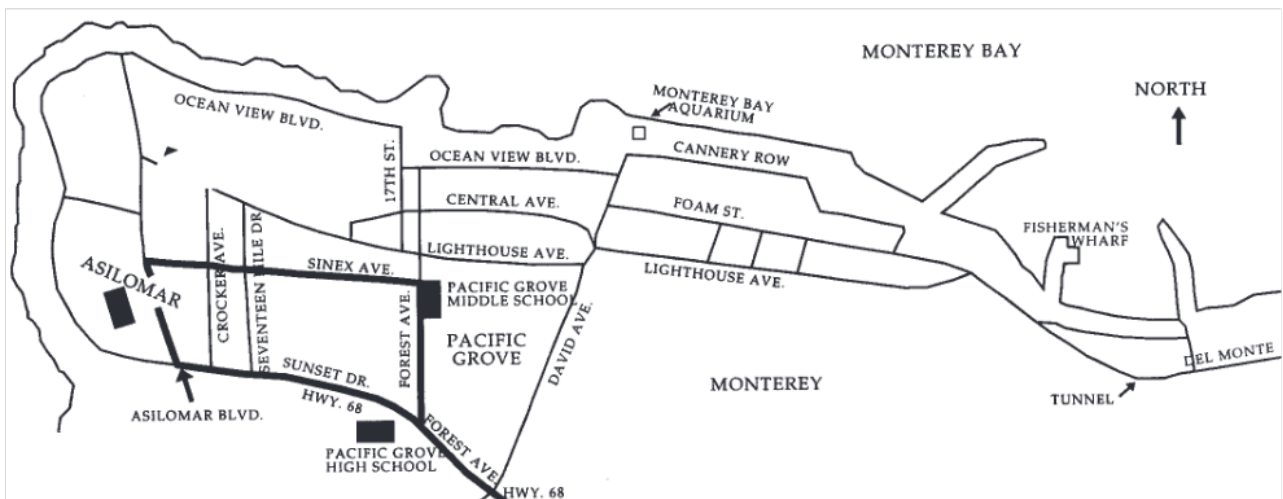 MONTEREY BAY
NORTH
MONTEREY BAY
AQUARIUM
OCEAN VIEW BLVD.
17TH ST.
OCEAN VIEW BLVD.
CANNERY ROW
CENTRAL AVE.
FOAM ST.
FISHERMAN'S
WHARF
LIGHTHOUSE AVE.
LIGHTHOUSE AVE.
SINEX AVE.
ASILOMAR
CROCKER AVE.
SEVENTEEN MILE DR.
PACIFIC GROVE
MIDDLE SCHOOL
FOREST AVE.
PACIFIC
GROVE
DAVID AVE.
DEL MONTE
SUNSET DR.
HWY. 68
MONTEREY
TUNNEL
ASILOMAR BLVD.
FOREST AVE.
PACIFIC GROVE
HIGH SCHOOL
HWY. 68